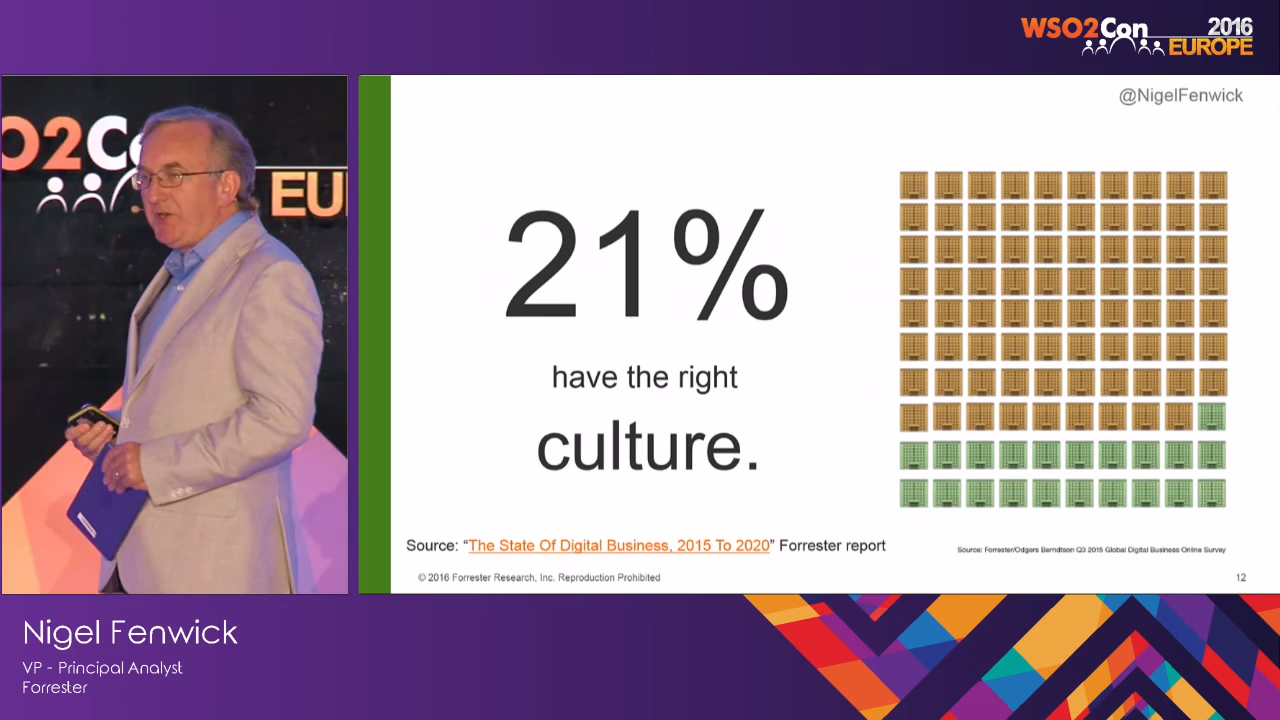 WSO2Con 2016
EUROPE
@NigelFenwick
O2Co
EU
21%
have the right
culture.
Source: “The State Of Digital Business, 2015 To 2020” Forrester report
Source: Forrester/Odgers Berndtson Q3 2015 Global Digital Business Online Survey
© 2016 Forrester Research, Inc. Reproduction Prohibited
12
Nigel Fenwick
VP - Principal Analyst
Forrester